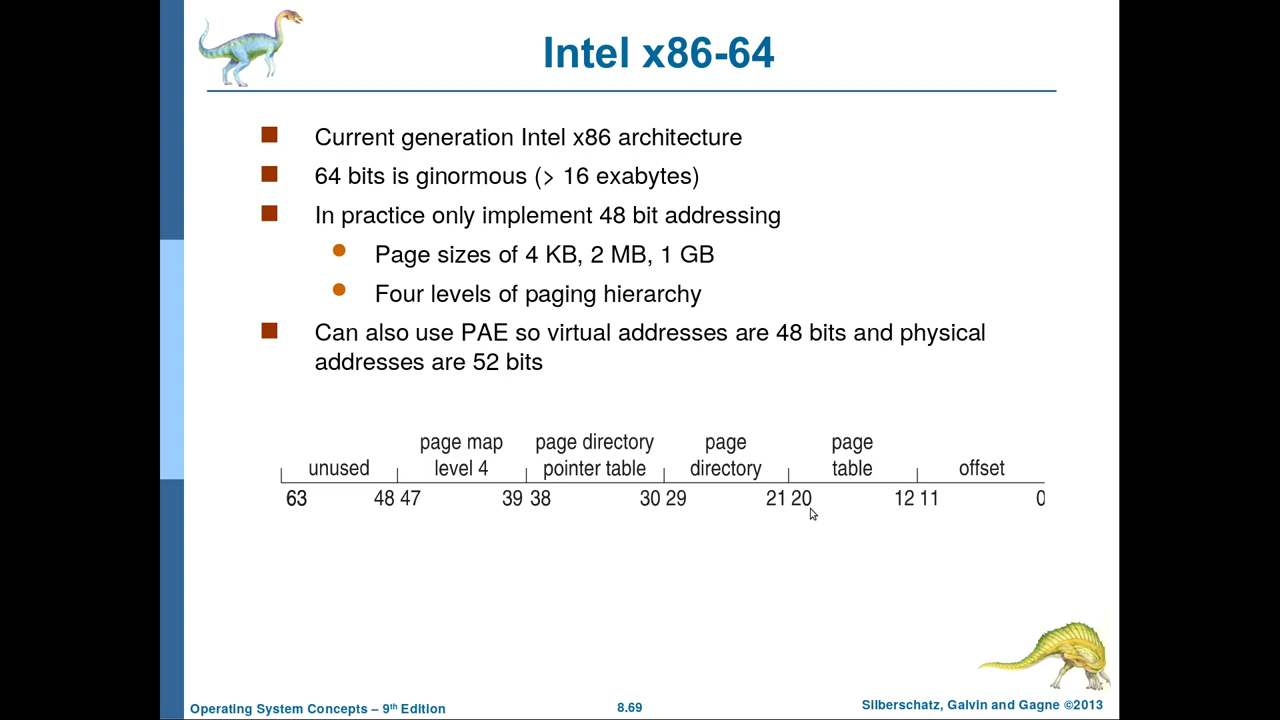 Intel x86-64
Current generation Intel x86 architecture
64 bits is ginormous (> 16 exabytes)
In practice only implement 48 bit addressing
Page sizes of 4 KB, 2 MB, 1 GB
Four levels of paging hierarchy
Can also use PAE so virtual addresses are 48 bits and physical
addresses are 52 bits
page map page directory page page
unused level 4 pointer table directory table offset
63 48 47 39 38 30 29 21 20 12 11 0
Operating System Concepts – 9th Edition 8.69 Silberschatz, Galvin and Gagne ©2013